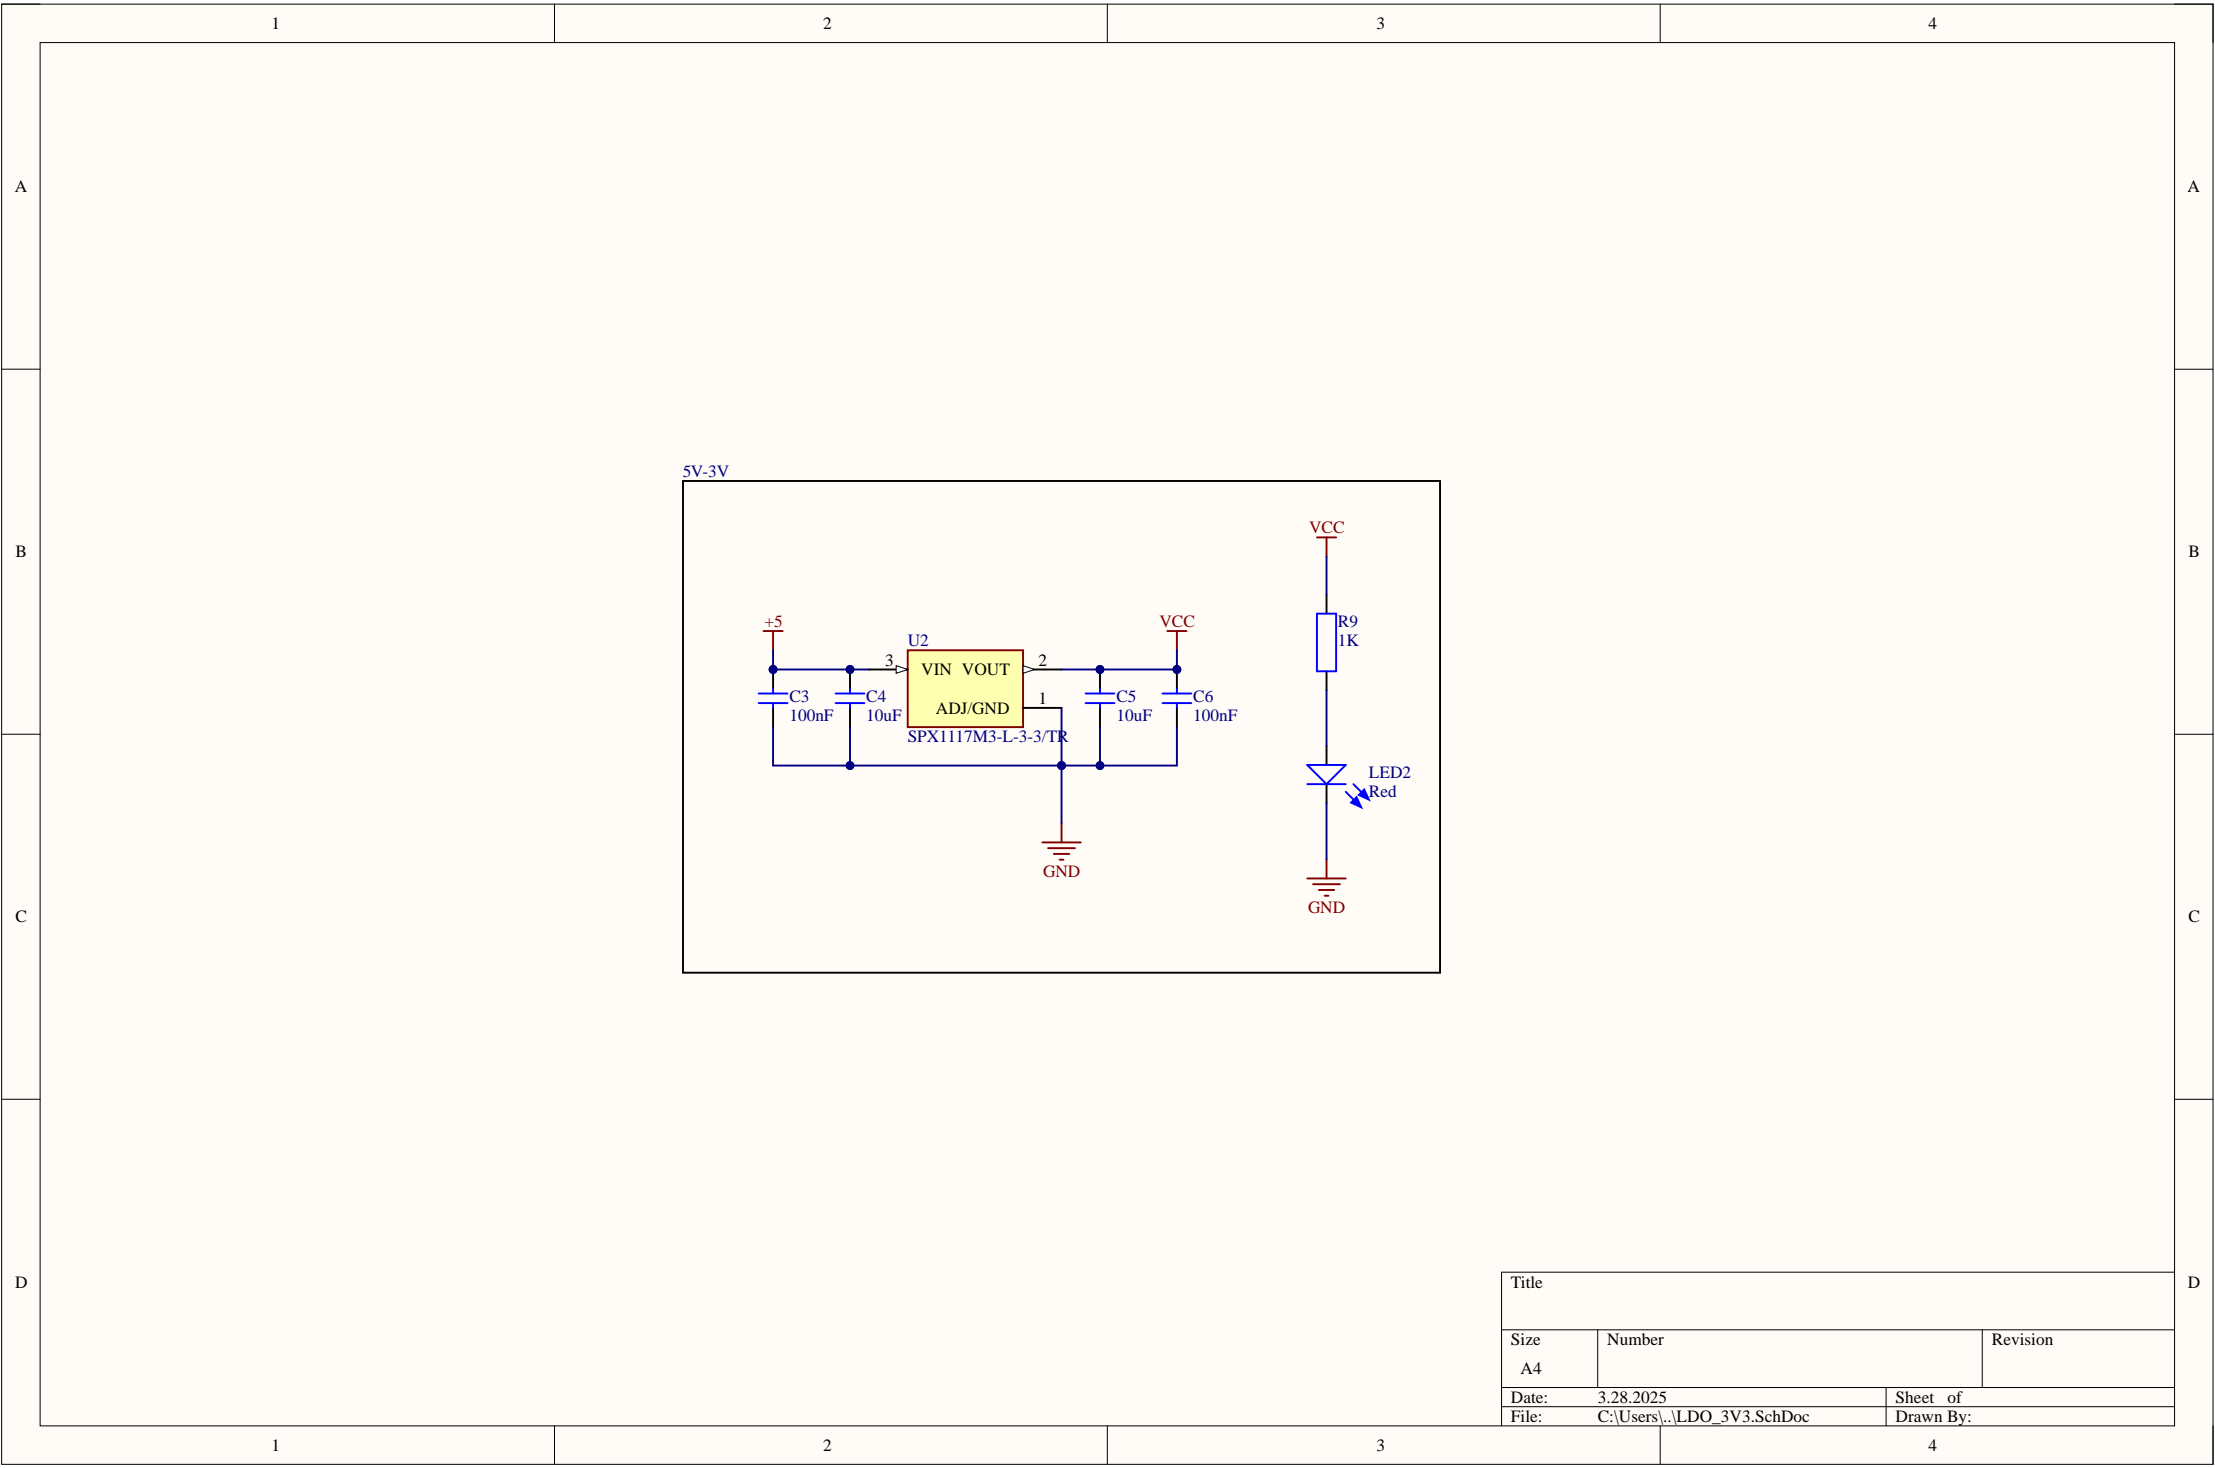 1 2 3 4
A A
5V-3V
VCC
B B
+5 VCC R9
U2 1K
3 VIN VOUT 2
C3 C4 1 C5 C6
100nF 10uF ADJ/GND 10uF 100nF
SPX1117M3-L-3-3/TR
LED2
Red
GND
GND
C C
D D
Title
Size Number Revision
A4
Date: 3.28.2025 Sheet of
File: C:\Users\..\LDO_3V3.SchDoc Drawn By:
1 2 3 4